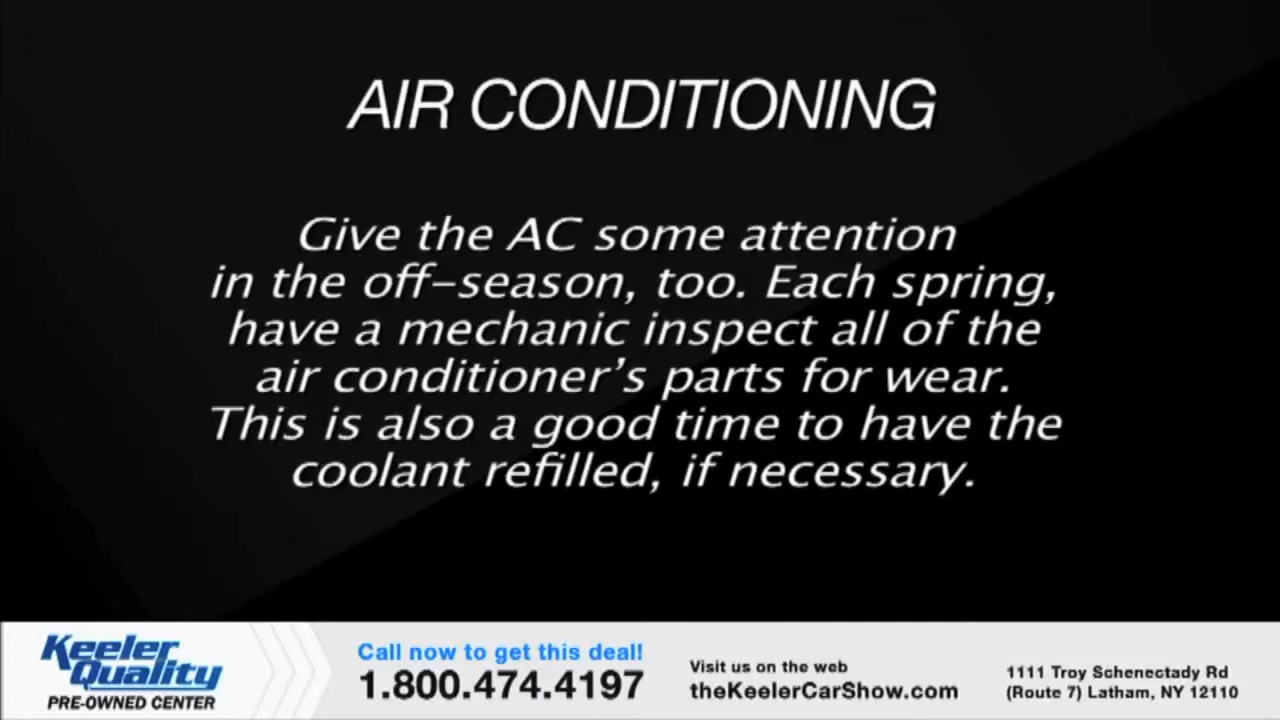 AIR CONDITIONING
Give the AC some attention
in the off-season, too. Each spring,
have a mechanic inspect all of the
air conditioner's parts for wear.
This is also a good time to have the
coolant refilled, if necessary.
Keeler
Quality
PRE-OWNED CENTER
Call now to get this deal!
1.800.474.4197
Visit us on the web
theKeelerCarShow.com
1111 Troy Schenectady Rd
(Route 7) Latham, NY 12110